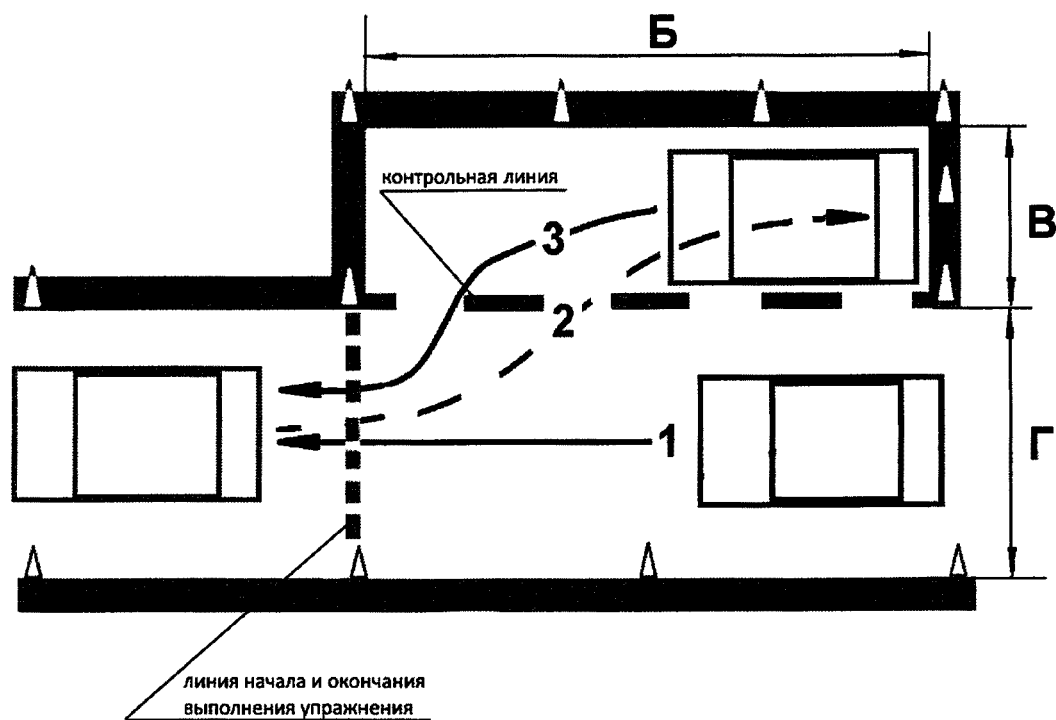 Б
контрольная линия
В
3
2
1
Г
линия начала и окончания
выполнения упражнения